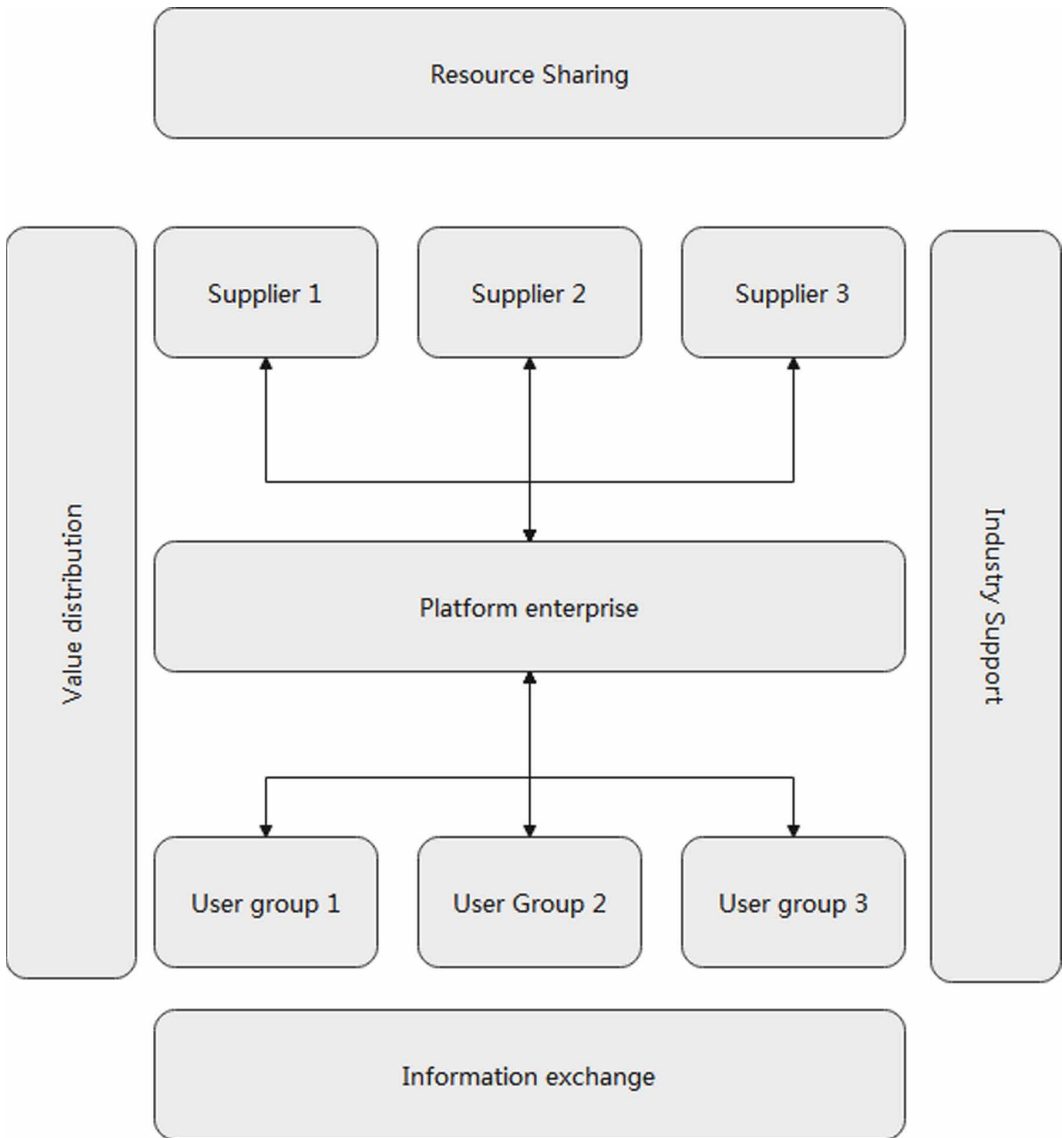 Resource Sharing
Supplier 1
Supplier 2
Supplier 3
Value distribution
Industry Support
Platform enterprise
User group 1
User Group 2
User group 3
Information exchange